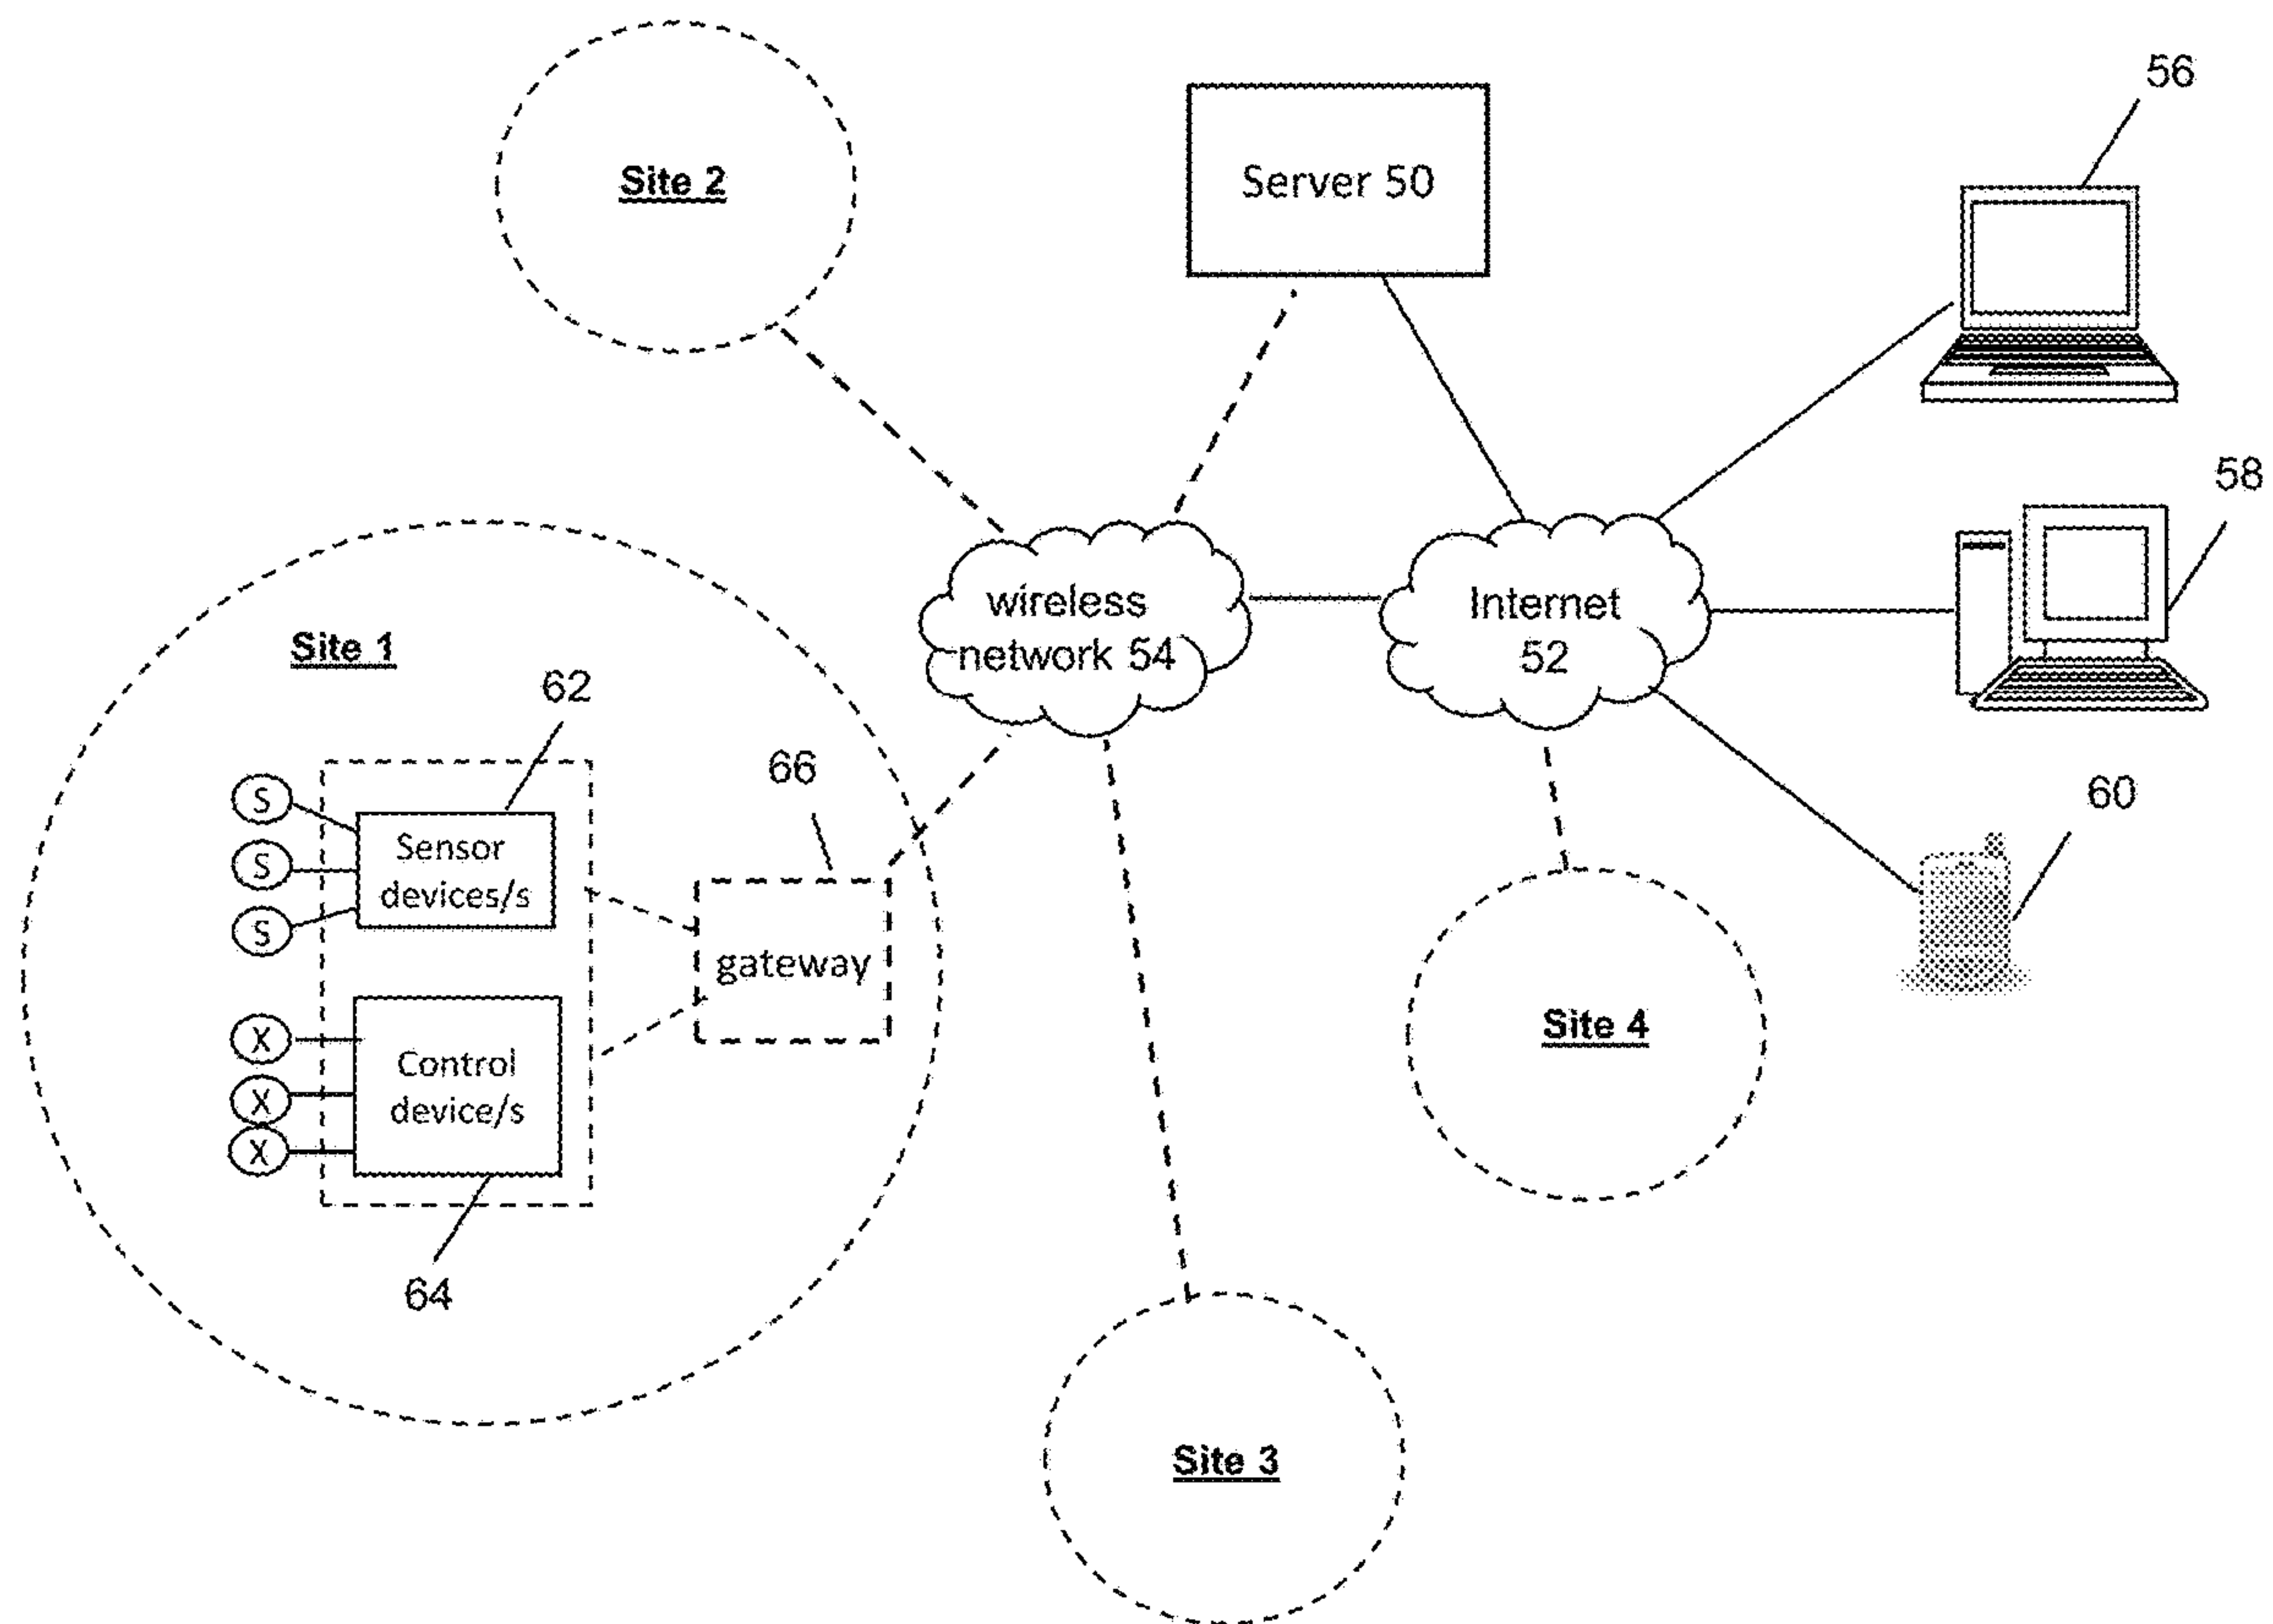 56
Site 2
Server 50
58
wireless
network 54
Internet
52
Site 1
62
66
60
S
S
S
Sensor
devices/s
gateway
X
X
X
Control
device/s
Site 4
64
Site 3